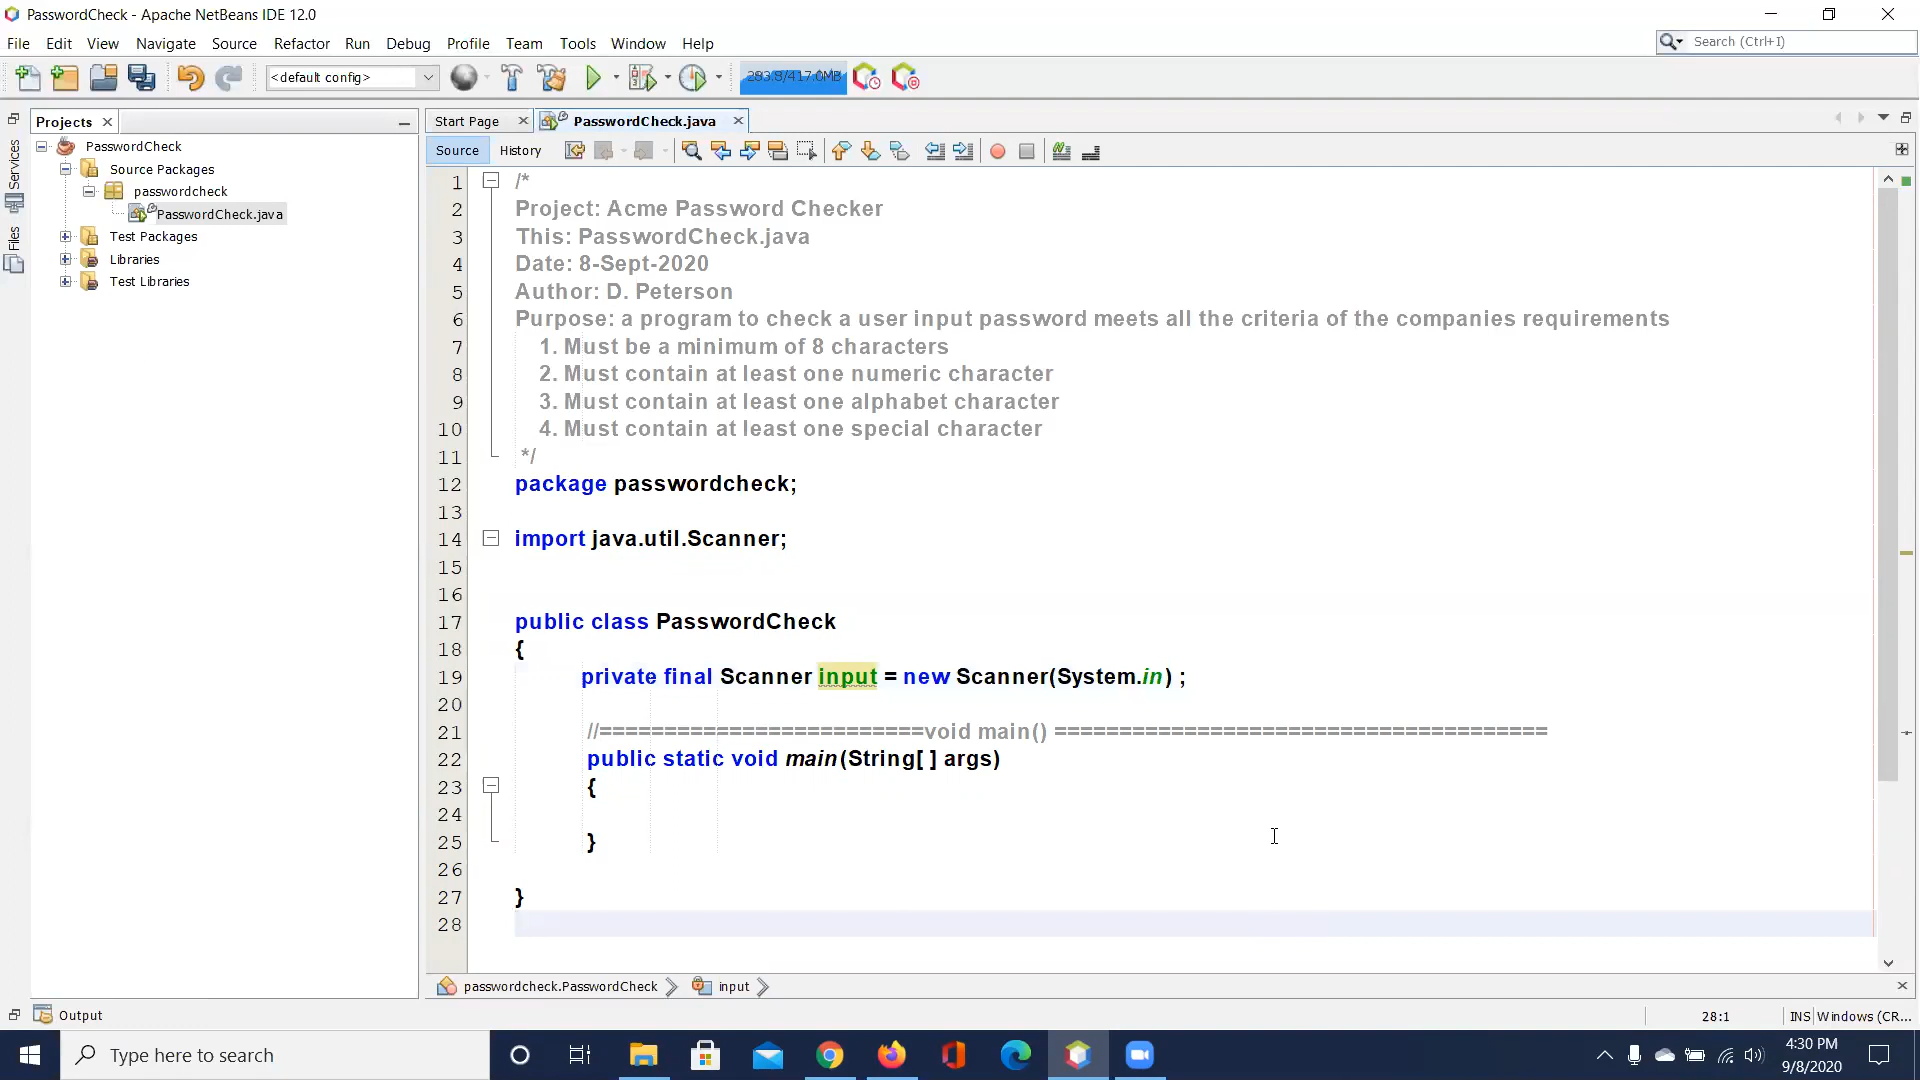 PasswordCheck - Apache NetBeans IDE 12.0
File Edit View Navigate Source Refactor Run Debug Profile Team Tools Window Help
Search (Ctrl+I)
<default config>
283.8/417.0MB
Projects
Start Page
PasswordCheck.java
Source
History
Services
Files
PasswordCheck
Source Packages
passwordcheck
PasswordCheck.java
Test Packages
Libraries
Test Libraries
1 /*
2 Project: Acme Password Checker
3 This: PasswordCheck.java
4 Date: 8-Sept-2020
5 Author: D. Peterson
6 Purpose: a program to check a user input password meets all the criteria of the companies requirements
7 1. Must be a minimum of 8 characters
8 2. Must contain at least one numeric character
9 3. Must contain at least one alphabet character
10 4. Must contain at least one special character
11 */
12 package passwordcheck;
13
14 import java.util.Scanner;
15
16
17 public class PasswordCheck
18 {
19 private final Scanner input = new Scanner(System.in) ;
20
21 //=========================void main() ======================================
22 public static void main(String[ ] args)
23 {
24
25 }
26
27 }
28
passwordcheck.PasswordCheck
input
Output
28:1
INS
Windows (CR...
Type here to search
4:30 PM
9/8/2020